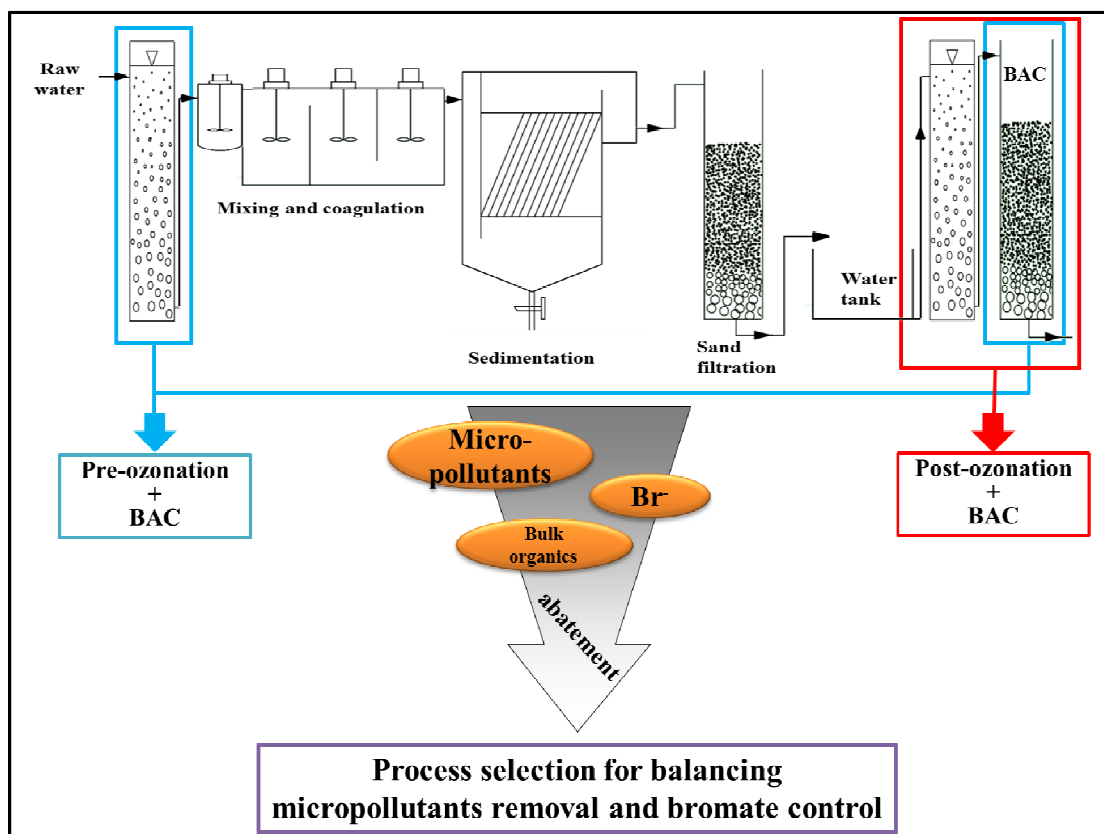 Raw
water
BAC
Mixing and coagulation
Sedimentation
Sand
filtration
Water
tank
Pre-ozonation
+
BAC
Micro-
pollutants
Br-
Bulk
organics
abatement
Post-ozonation
+
BAC
Process selection for balancing
micropollutants removal and bromate control